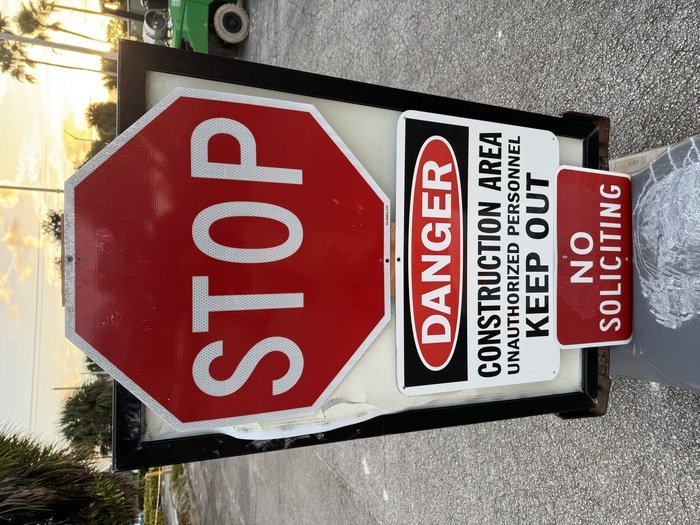 STOP
DANGER
CONSTRUCTION AREA
UNAUTHORIZED PERSONNEL
KEEP OUT
NO
SOLICITING